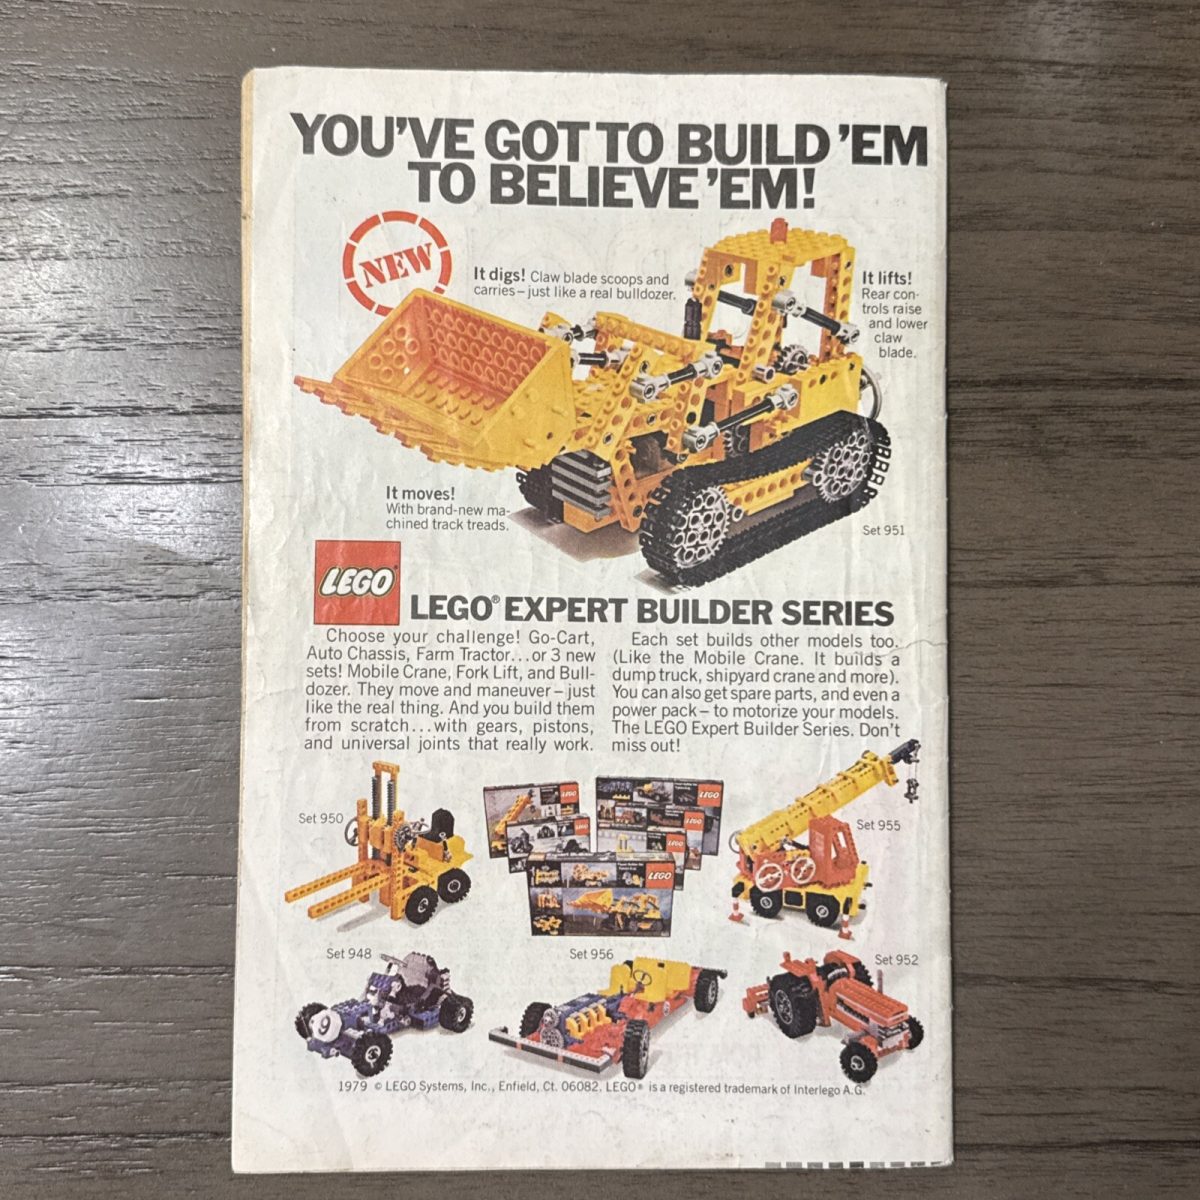 YOU'VE GOT TO BUILD 'EM
TO BELIEVE 'EM!
NEW
It digs! Claw blade scoops and
carries – just like a real bulldozer.
It lifts!
Rear con-
trols raise
and lower
claw
blade.
It moves!
With brand-new ma-
chined track treads.
Set 951
LEGO®
LEGO® EXPERT BUILDER SERIES
Choose your challenge! Go-Cart,
Auto Chassis, Farm Tractor...or 3 new
sets! Mobile Crane, Fork Lift, and Bull-
dozer. They move and maneuver – just
like the real thing. And you build them
from scratch...with gears, pistons,
and universal joints that really work.
Each set builds other models too.
(Like the Mobile Crane. It builds a
dump truck, shipyard crane and more).
You can also get spare parts, and even a
power pack – to motorize your models.
The LEGO Expert Builder Series. Don't
miss out!
Set 950
LEGO
LEGO
LEGO
LEGO
LEGO
LEGO
Set 955
Set 948
9
Set 956
Set 952
1979 © LEGO Systems, Inc., Enfield, Ct. 06082. LEGO® is a registered trademark of Interlego A.G.